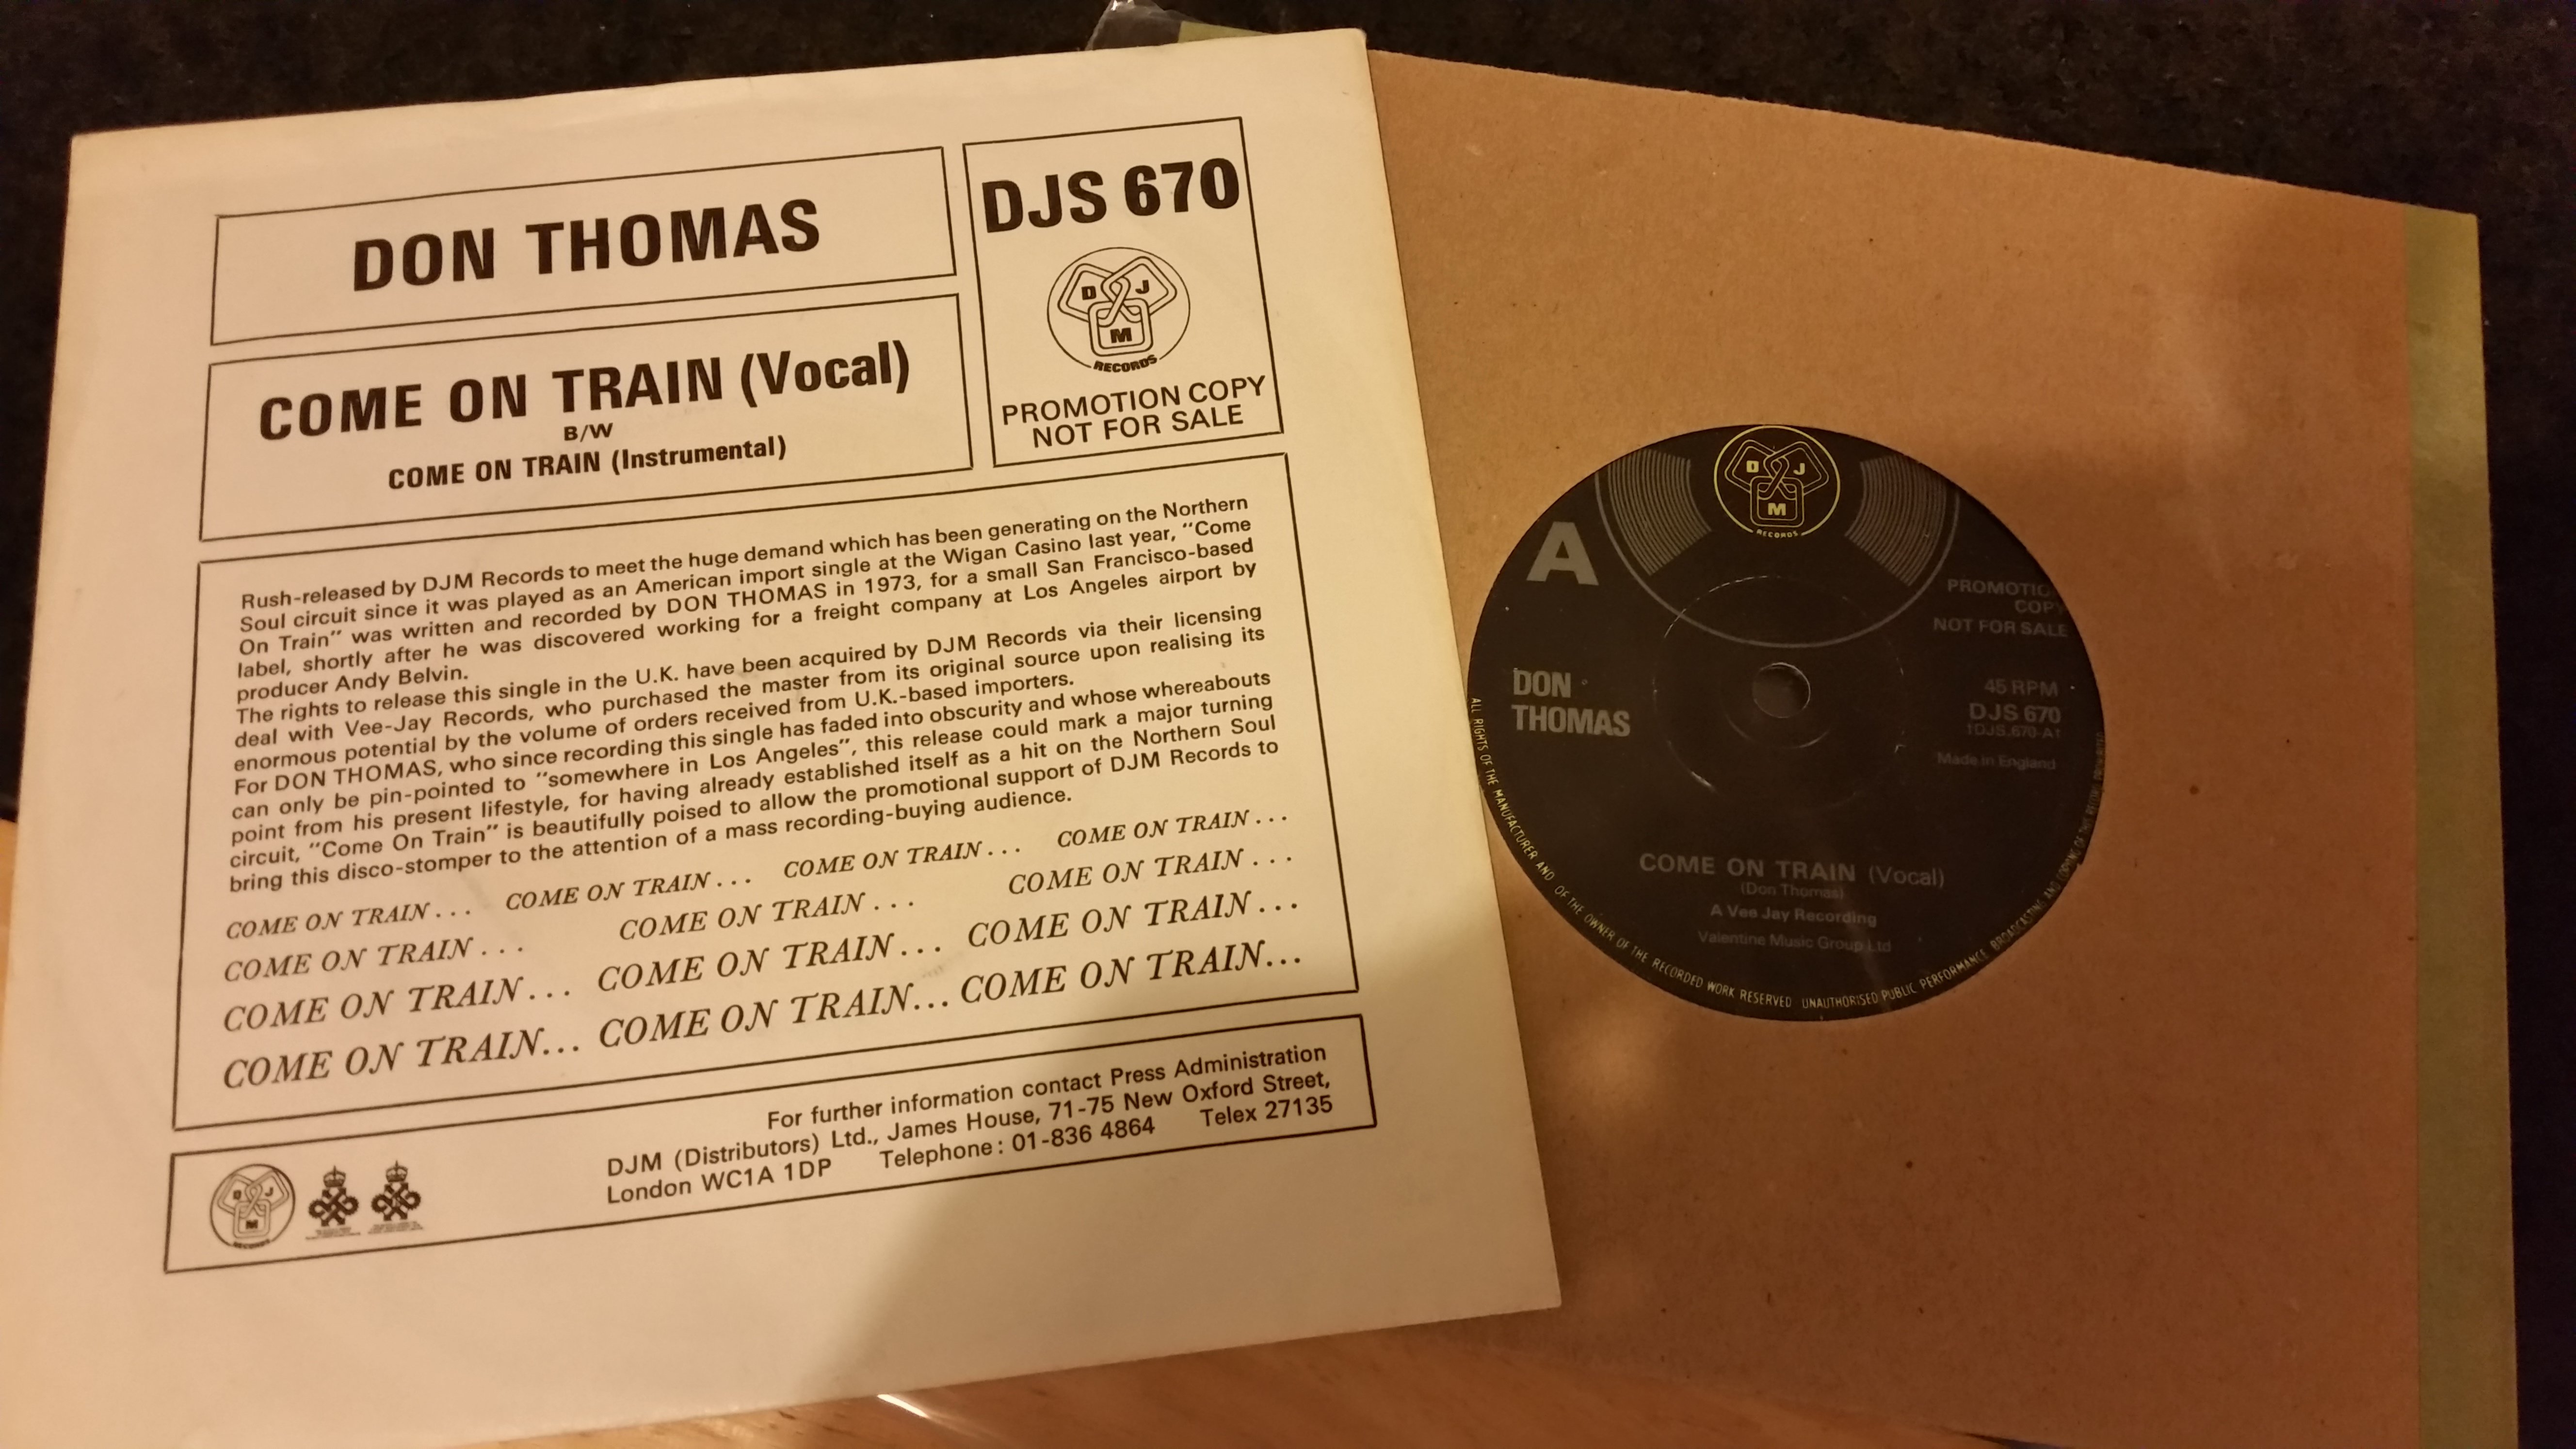 DON THOMAS
COME ON TRAIN (Vocal)
B/W
COME ON TRAIN (Instrumental)
DJS 670
D J
M
RECORDS
PROMOTION COPY
NOT FOR SALE
Rush-released by DJM Records to meet the huge demand which has been generating on the Northern
Soul circuit since it was played as an American import single at the Wigan Casino last year, "Come
On Train" was written and recorded by DON THOMAS in 1973, for a small San Francisco-based
label, shortly after he was discovered working for a freight company at Los Angeles airport by
producer Andy Belvin.
The rights to release this single in the U.K. have been acquired by DJM Records via their licensing
deal with Vee-Jay Records, who purchased the master from its original source upon realising its
enormous potential by the volume of orders received from U.K.-based importers.
For DON THOMAS, who since recording this single has faded into obscurity and whose whereabouts
can only be pin-pointed to "somewhere in Los Angeles", this release could mark a major turning
point from his present lifestyle, for having already established itself as a hit on the Northern Soul
circuit, "Come On Train" is beautifully poised to allow the promotional support of DJM Records to
bring this disco-stomper to the attention of a mass recording-buying audience.
COME ON TRAIN... COME ON TRAIN... COME ON TRAIN... COME ON TRAIN...
COME ON TRAIN... COME ON TRAIN... COME ON TRAIN...
COME ON TRAIN... COME ON TRAIN... COME ON TRAIN...
COME ON TRAIN... COME ON TRAIN... COME ON TRAIN...
For further information contact Press Administration
DJM (Distributors) Ltd., James House, 71-75 New Oxford Street,
London WC1A 1DP Telephone: 01-836 4864 Telex 27135
D J
M
RECORDS
D J
M
RECORDS
A
PROMOTIO
COPY
NOT FOR SALE
DON
THOMAS
45 RPM
DJS 670
1DJS.670-A1
Made in England
COME ON TRAIN (Vocal)
(Don Thomas)
A Vee Jay Recording
Valentine Music Group Ltd
ALL RIGHTS OF THE MANUFACTURER AND OF THE OWNER OF THE RECORDED WORK RESERVED UNAUTHORISED PUBLIC PERFORMANCE BROADCASTING AND COPYING OF THIS RECORD